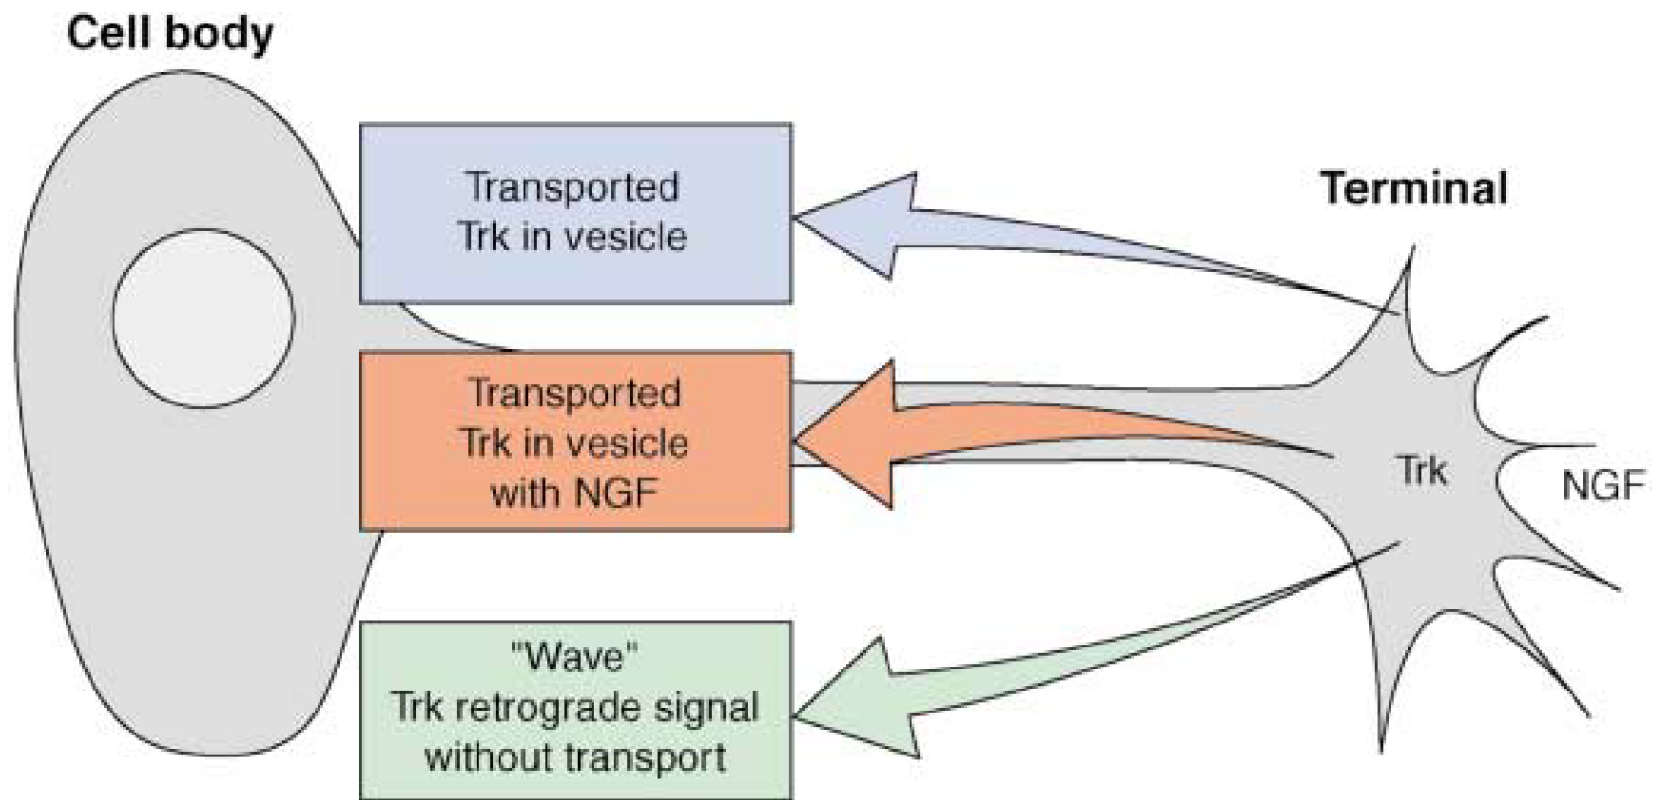 Cell body
Transported
Trk in vesicle
Terminal
Transported
Trk in vesicle
with NGF
Trk
NGF
"Wave"
Trk retrograde signal
without transport